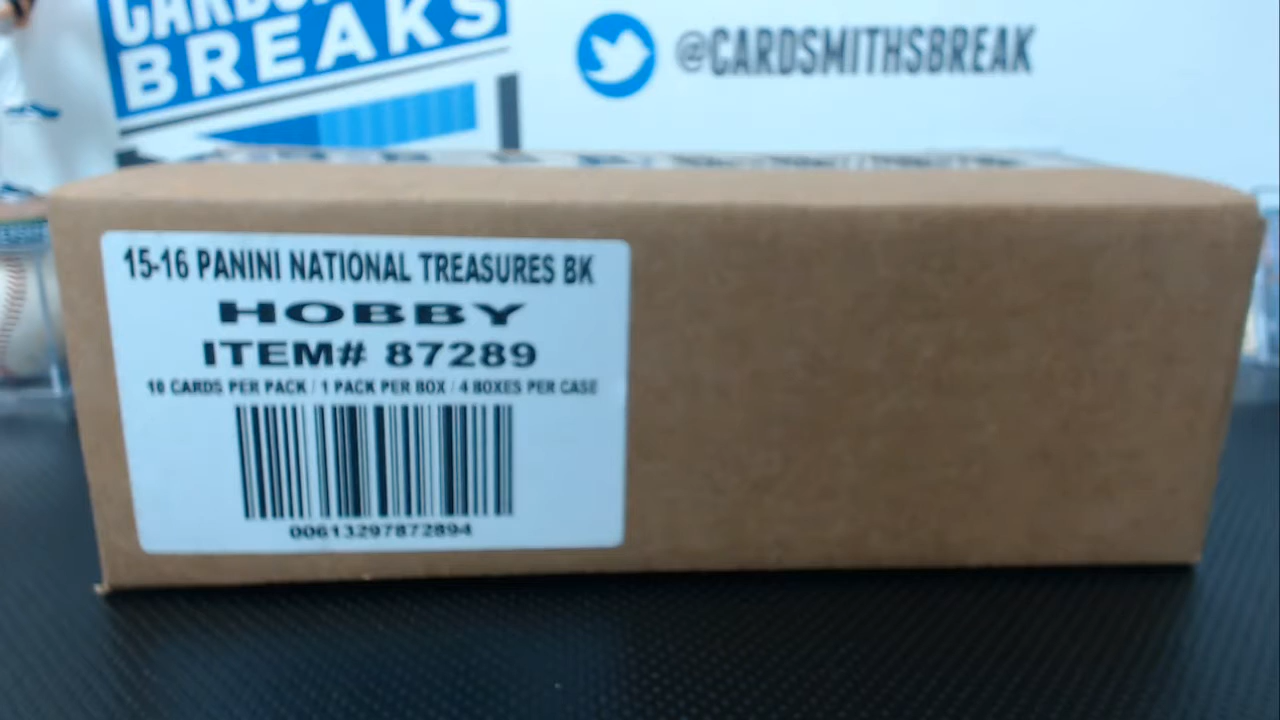 BREAKS
@CARDSMITHSBREAK
15-16 PANINI NATIONAL TREASURES BK
HOBBY
ITEM# 87289
10 CARDS PER PACK / 1 PACK PER BOX / 4 BOXES PER CASE
00613297872894